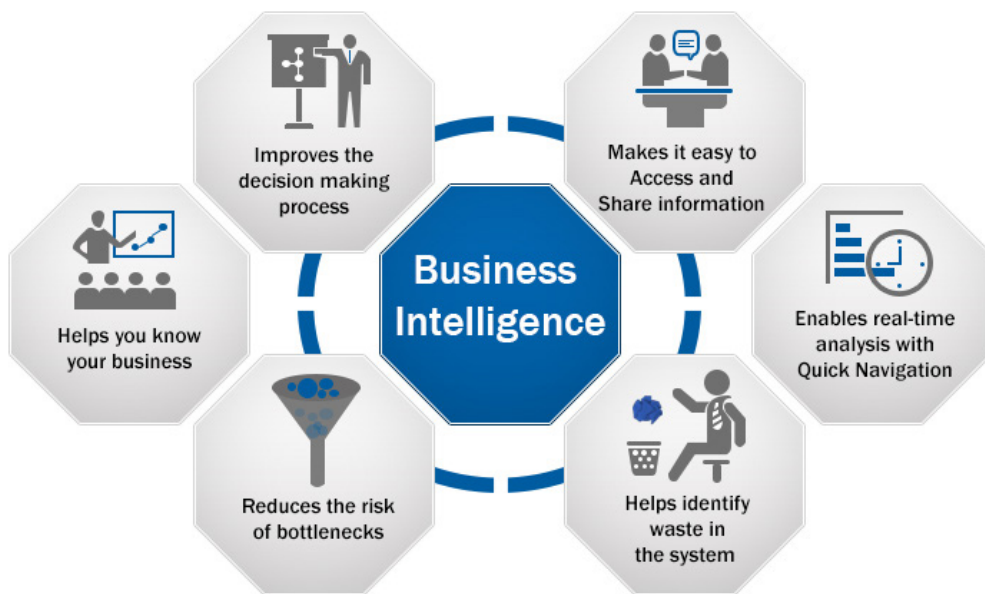 Improves the
decision making
process
Makes it easy to
Access and
Share information
Helps you know
your business
Business
Intelligence
Enables real-time
analysis with
Quick Navigation
Reduces the risk
of bottlenecks
Helps identify
waste in
the system